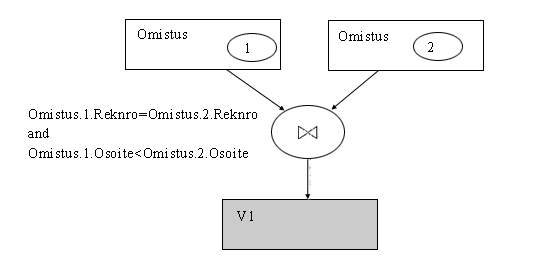 Omistus 1
Omistus 2
Omistus.1.Reknro=Omistus.2.Reknro
and
Omistus.1.Osoite<Omistus.2.Osoite
⋈
V1